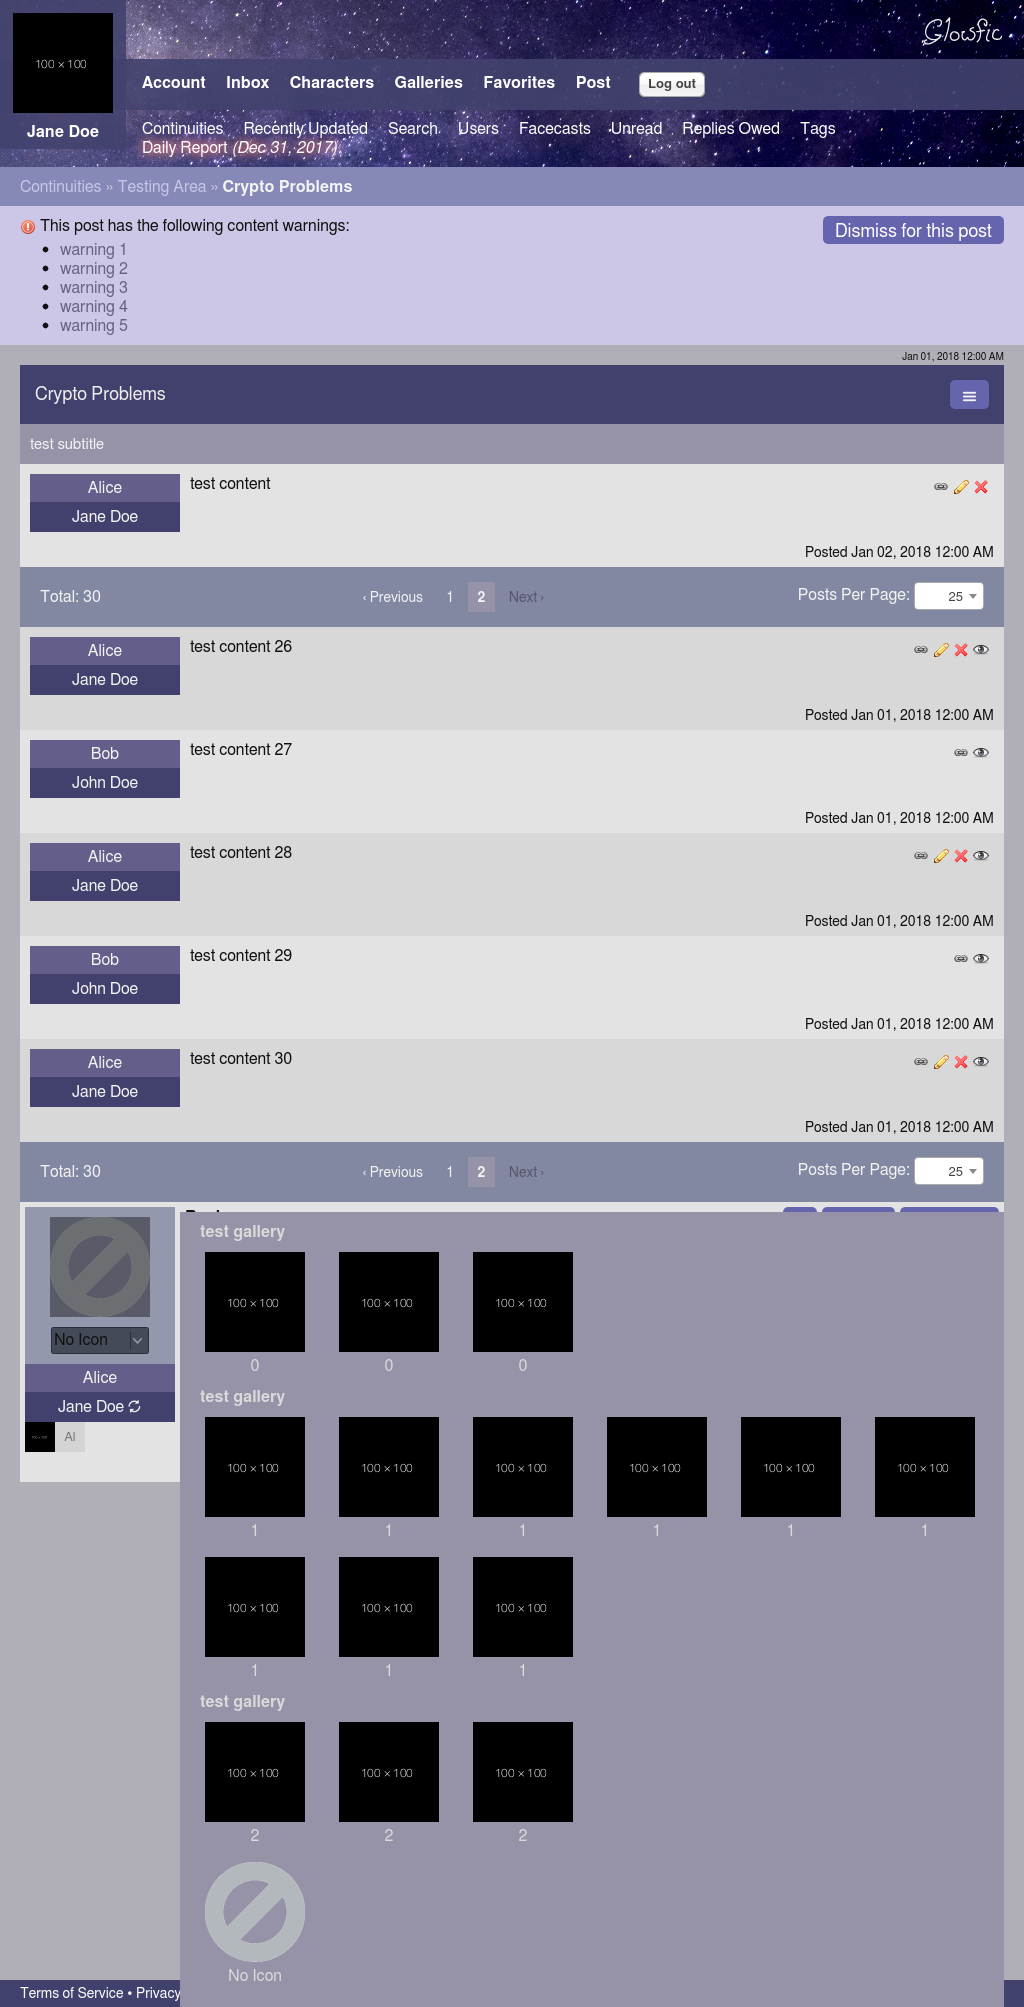 100 × 100
Glowfic
Account Inbox Characters Galleries Favorites Post Log out
Jane Doe
Continuities Recently Updated Search Users Facecasts Unread Replies Owed Tags
Daily Report (Dec 31, 2017)
Continuities » Testing Area » Crypto Problems
This post has the following content warnings:
Dismiss for this post
• warning 1
• warning 2
• warning 3
• warning 4
• warning 5
Jan 01, 2018 12:00 AM
Crypto Problems
test subtitle
Alice
test content
Jane Doe
Posted Jan 02, 2018 12:00 AM
Total: 30 ‹ Previous 1 2 Next › Posts Per Page: 25
Alice
test content 26
Jane Doe
Posted Jan 01, 2018 12:00 AM
Bob
test content 27
John Doe
Posted Jan 01, 2018 12:00 AM
Alice
test content 28
Jane Doe
Posted Jan 01, 2018 12:00 AM
Bob
test content 29
John Doe
Posted Jan 01, 2018 12:00 AM
Alice
test content 30
Jane Doe
Posted Jan 01, 2018 12:00 AM
Total: 30 ‹ Previous 1 2 Next › Posts Per Page: 25
No Icon
Alice
Jane Doe
100 × 100 Al
test gallery
100 × 100 100 × 100 100 × 100
0 0 0
test gallery
100 × 100 100 × 100 100 × 100 100 × 100 100 × 100 100 × 100
1 1 1 1 1 1
100 × 100 100 × 100 100 × 100
1 1 1
test gallery
100 × 100 100 × 100 100 × 100
2 2 2
No Icon
Terms of Service • Privacy